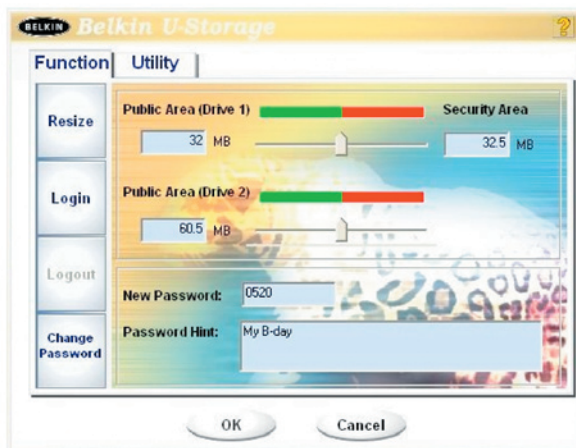 BELKIN Belkin U-Storage ?
Function Utility
Resize
Login
Logout
Change
Password
Public Area (Drive 1) Security Area
32 MB 32.5 MB
Public Area (Drive 2)
60.5 MB
New Password: 0520
Password Hint: My B-day
OK Cancel